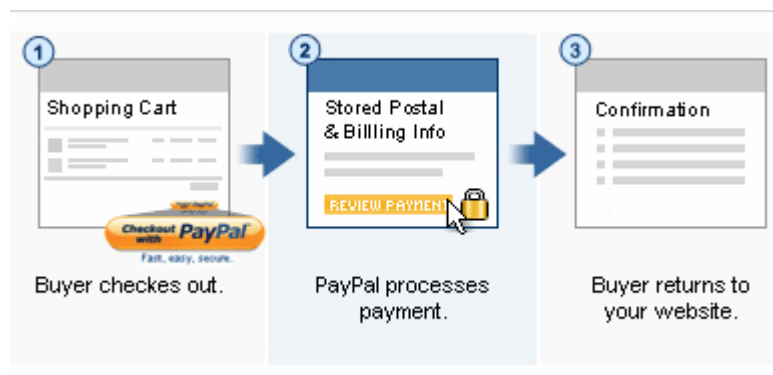 1
Shopping Cart
Checkout
with PayPal
Fast, easy, secure.
Buyer checkes out.
2
Stored Postal
& Billling Info
REVIEW PAYMENT
PayPal processes
payment.
3
Confirmation
Buyer returns to
your website.